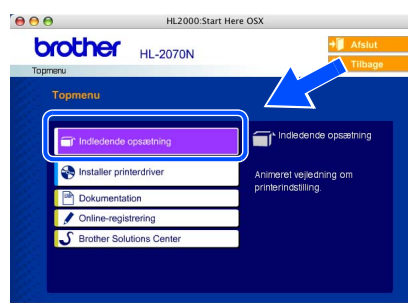 HL2000:Start Here OSX
brother
HL-2070N
Afslut
Tilbage
Topmenu
Topmenu
Indledende opsætning
Installer printerdriver
Dokumentation
Online-registrering
Brother Solutions Center
Indledende opsætning
Animeret vejledning om
printerindstilling.